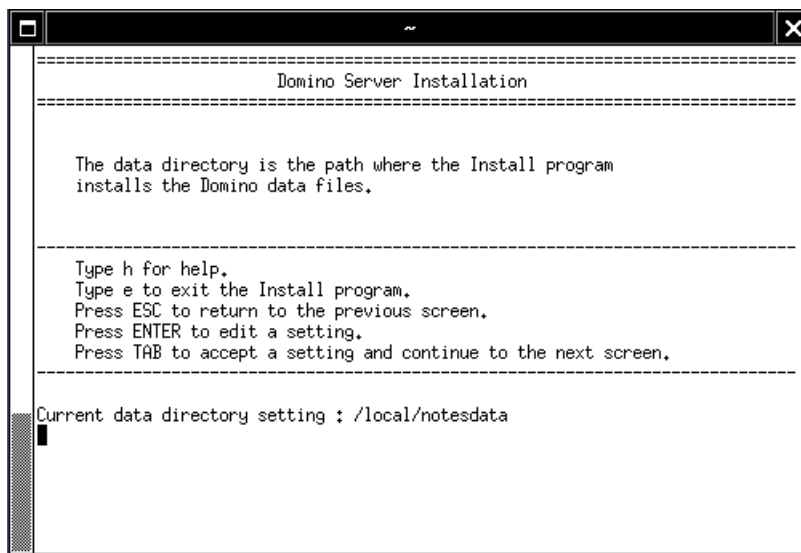 ~
================================================================================
Domino Server Installation
================================================================================
The data directory is the path where the Install program
installs the Domino data files.
--------------------------------------------------------------------------------
Type h for help.
Type e to exit the Install program.
Press ESC to return to the previous screen.
Press ENTER to edit a setting.
Press TAB to accept a setting and continue to the next screen.
--------------------------------------------------------------------------------
Current data directory setting : /local/notesdata